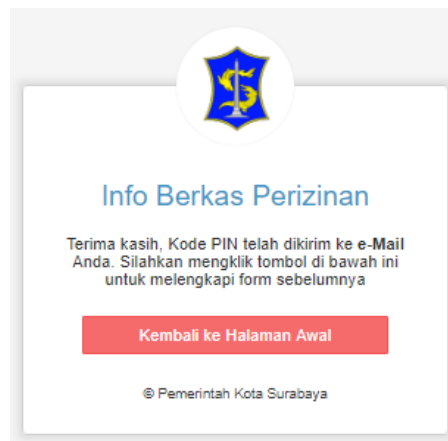 Info Berkas Perizinan
Terima kasih, Kode PIN telah dikirim ke e-Mail
Anda. Silahkan mengklik tombol di bawah ini
untuk melengkapi form sebelumnya
Kembali ke Halaman Awal
© Pemerintah Kota Surabaya